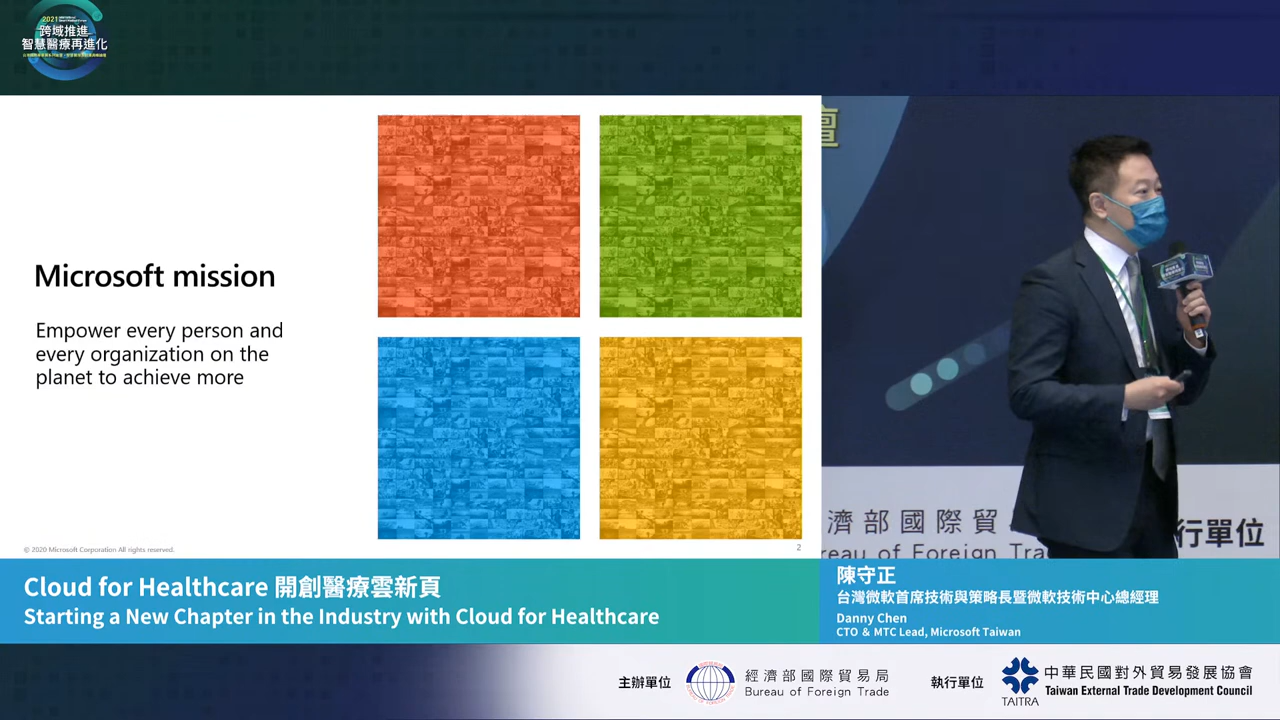 2021
跨域推進
智慧醫療再進化
Microsoft mission
Empower every person and
every organization on the
planet to achieve more
© 2020 Microsoft Corporation All rights reserved.
2
濟部國際貿
reau of Foreign Tra
行單位
Cloud for Healthcare 開創醫療雲新頁
Starting a New Chapter in the Industry with Cloud for Healthcare
陳守正
台灣微軟首席技術與策略長暨微軟技術中心總經理
Danny Chen
CTO & MTC Lead, Microsoft Taiwan
主辦單位
經濟部國際貿易局
Bureau of Foreign Trade
執行單位
TAITRA
中華民國對外貿易發展協會
Taiwan External Trade Development Council